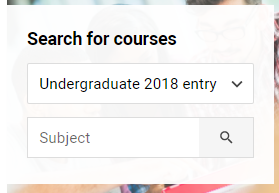 Search for courses
Undergraduate 2018 entry
Subject